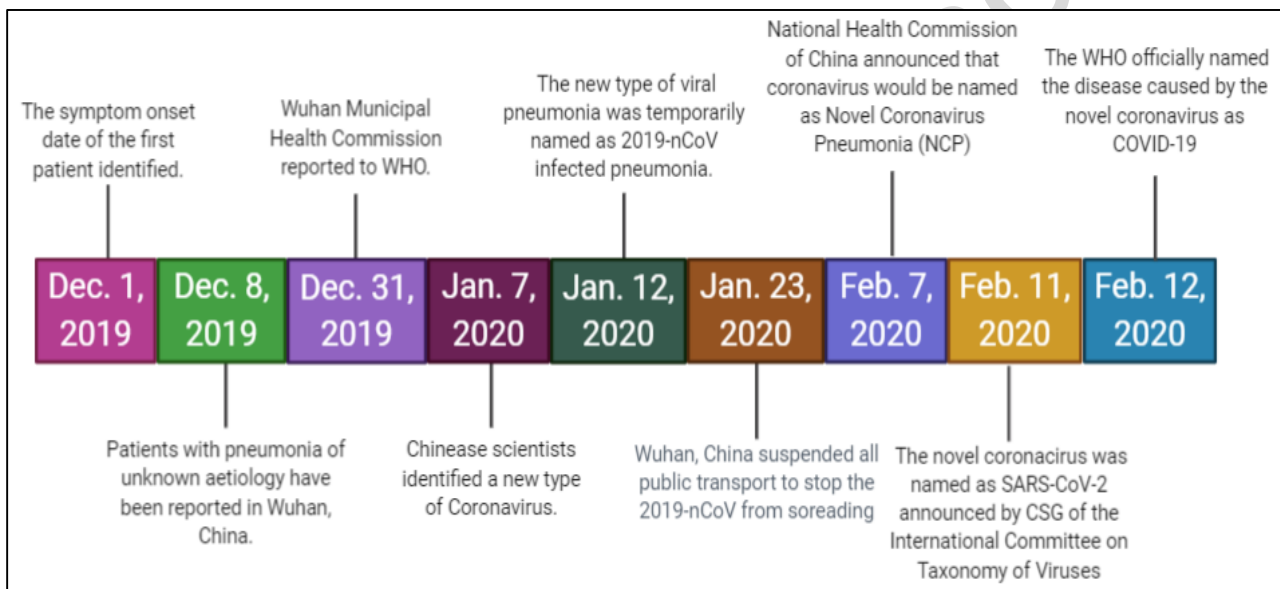 The symptom onset
date of the first
patient identified.
Wuhan Municipal
Health Commission
reported to WHO.
The new type of viral
pneumonia was temporarily
named as 2019-nCoV
infected pneumonia.
National Health Commission
of China announced that
coronavirus would be named
as Novel Coronavirus
Pneumonia (NCP)
The WHO officially named
the disease caused by the
novel coronavirus as
COVID-19
Dec. 1,
2019
Dec. 8,
2019
Dec. 31,
2019
Jan. 7,
2020
Jan. 12,
2020
Jan. 23,
2020
Feb. 7,
2020
Feb. 11,
2020
Feb. 12,
2020
Patients with pneumonia of
unknown aetiology have
been reported in Wuhan,
China.
Chinease scientists
identified a new type
of Coronavirus.
Wuhan, China suspended all
public transport to stop the
2019-nCoV from soreading
The novel coronacirus was
named as SARS-CoV-2
announced by CSG of the
International Committee on
Taxonomy of Viruses